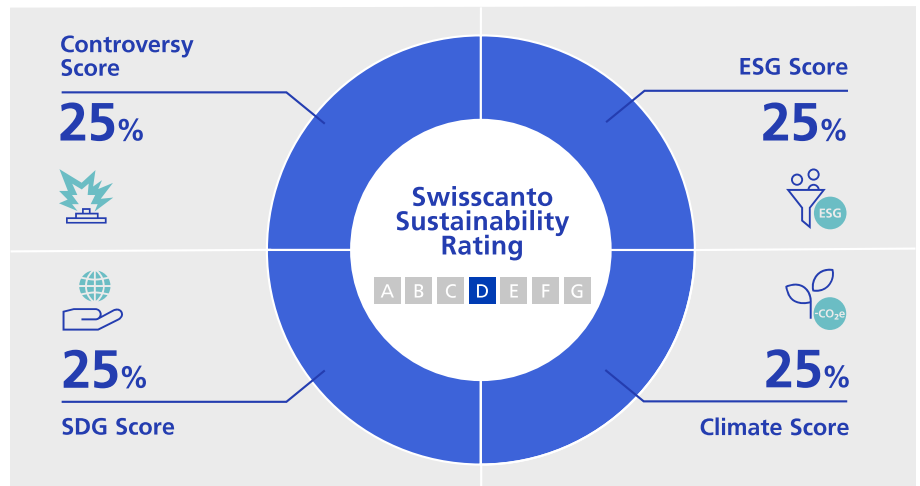 Controversy
Score
25%
ESG Score
25%
ESG
Swisscanto
Sustainability
Rating
A B C D E F G
25%
SDG Score
-CO₂e
25%
Climate Score